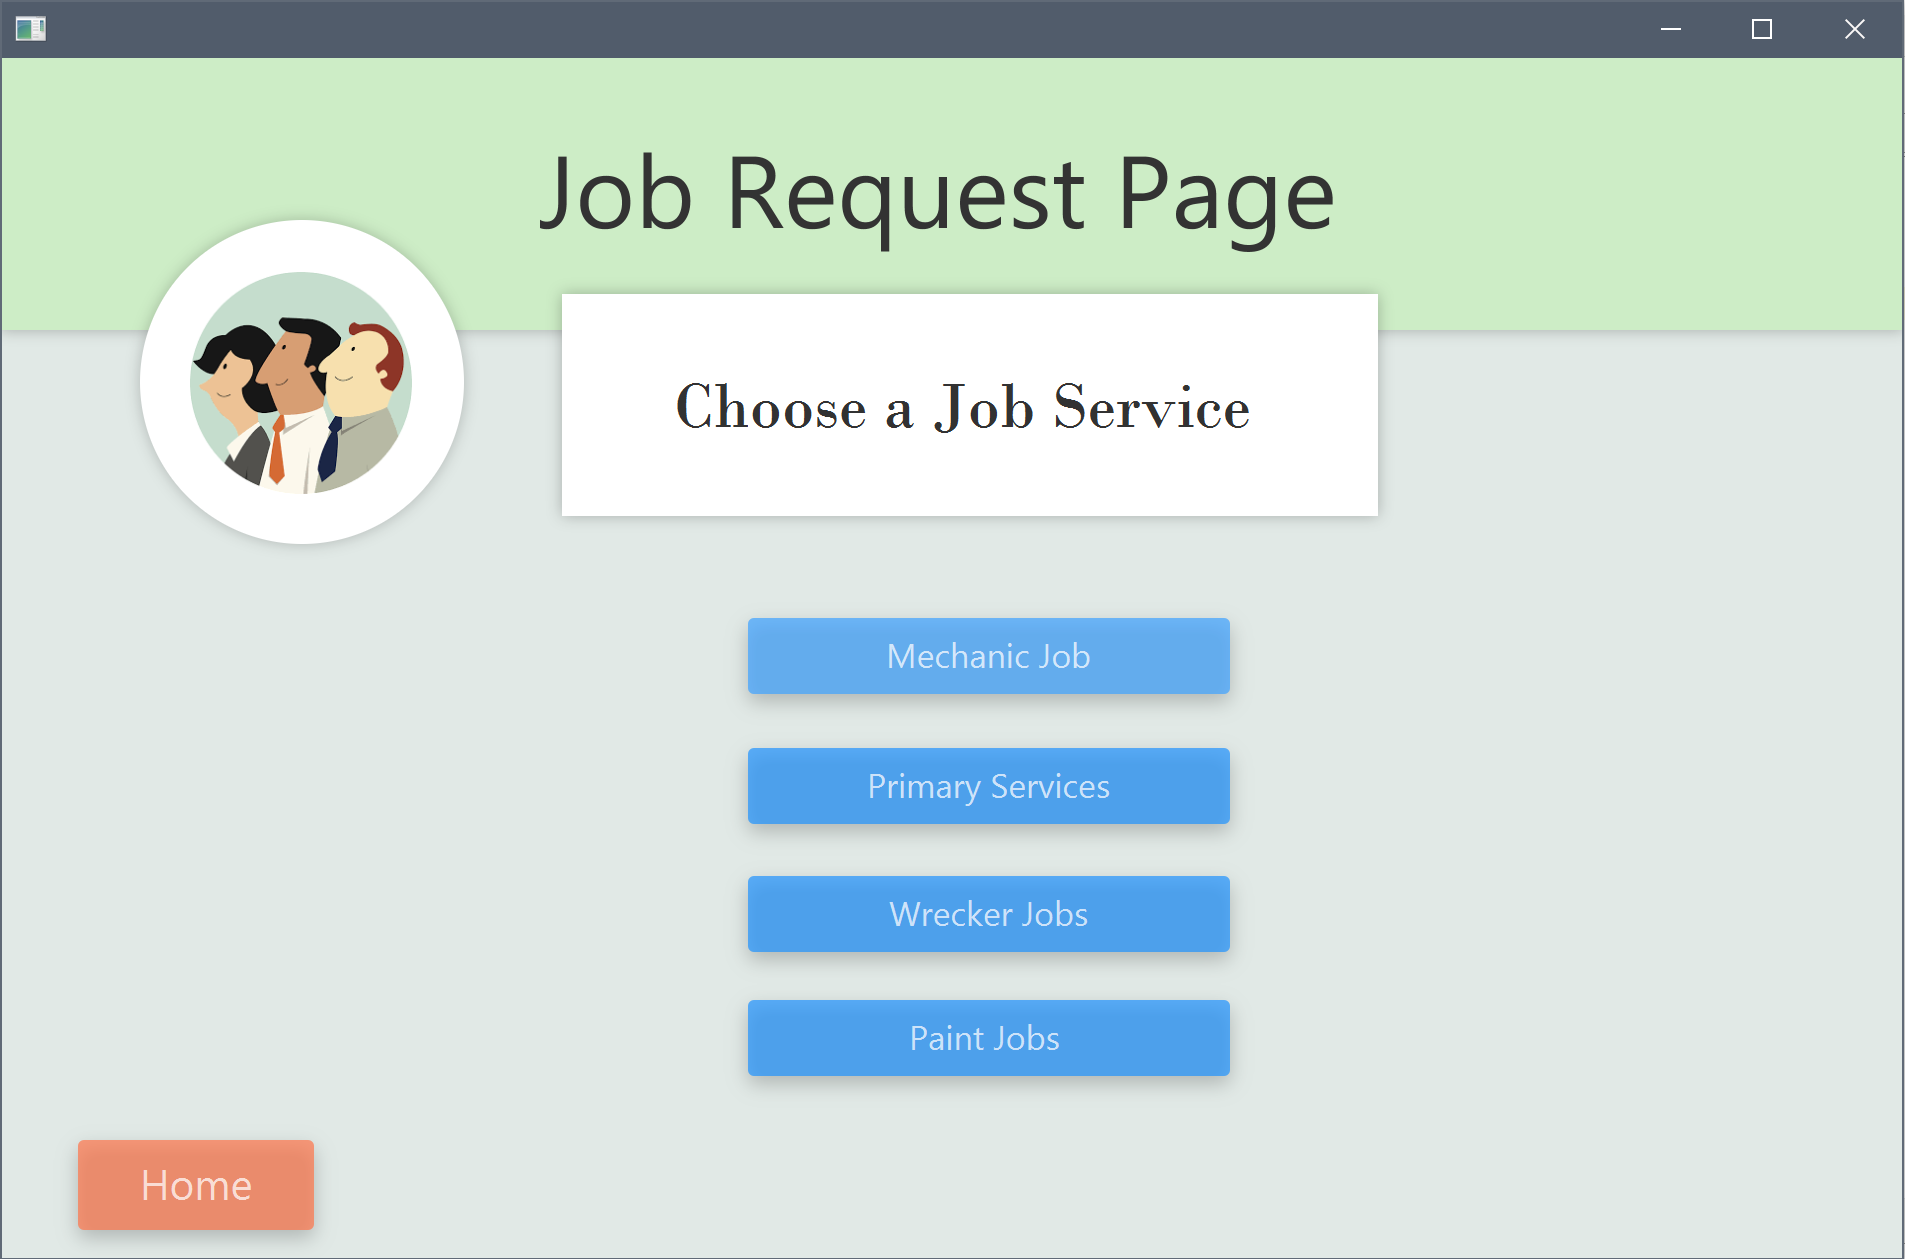 Job Request Page
Choose a Job Service
Mechanic Job
Primary Services
Wrecker Jobs
Paint Jobs
Home